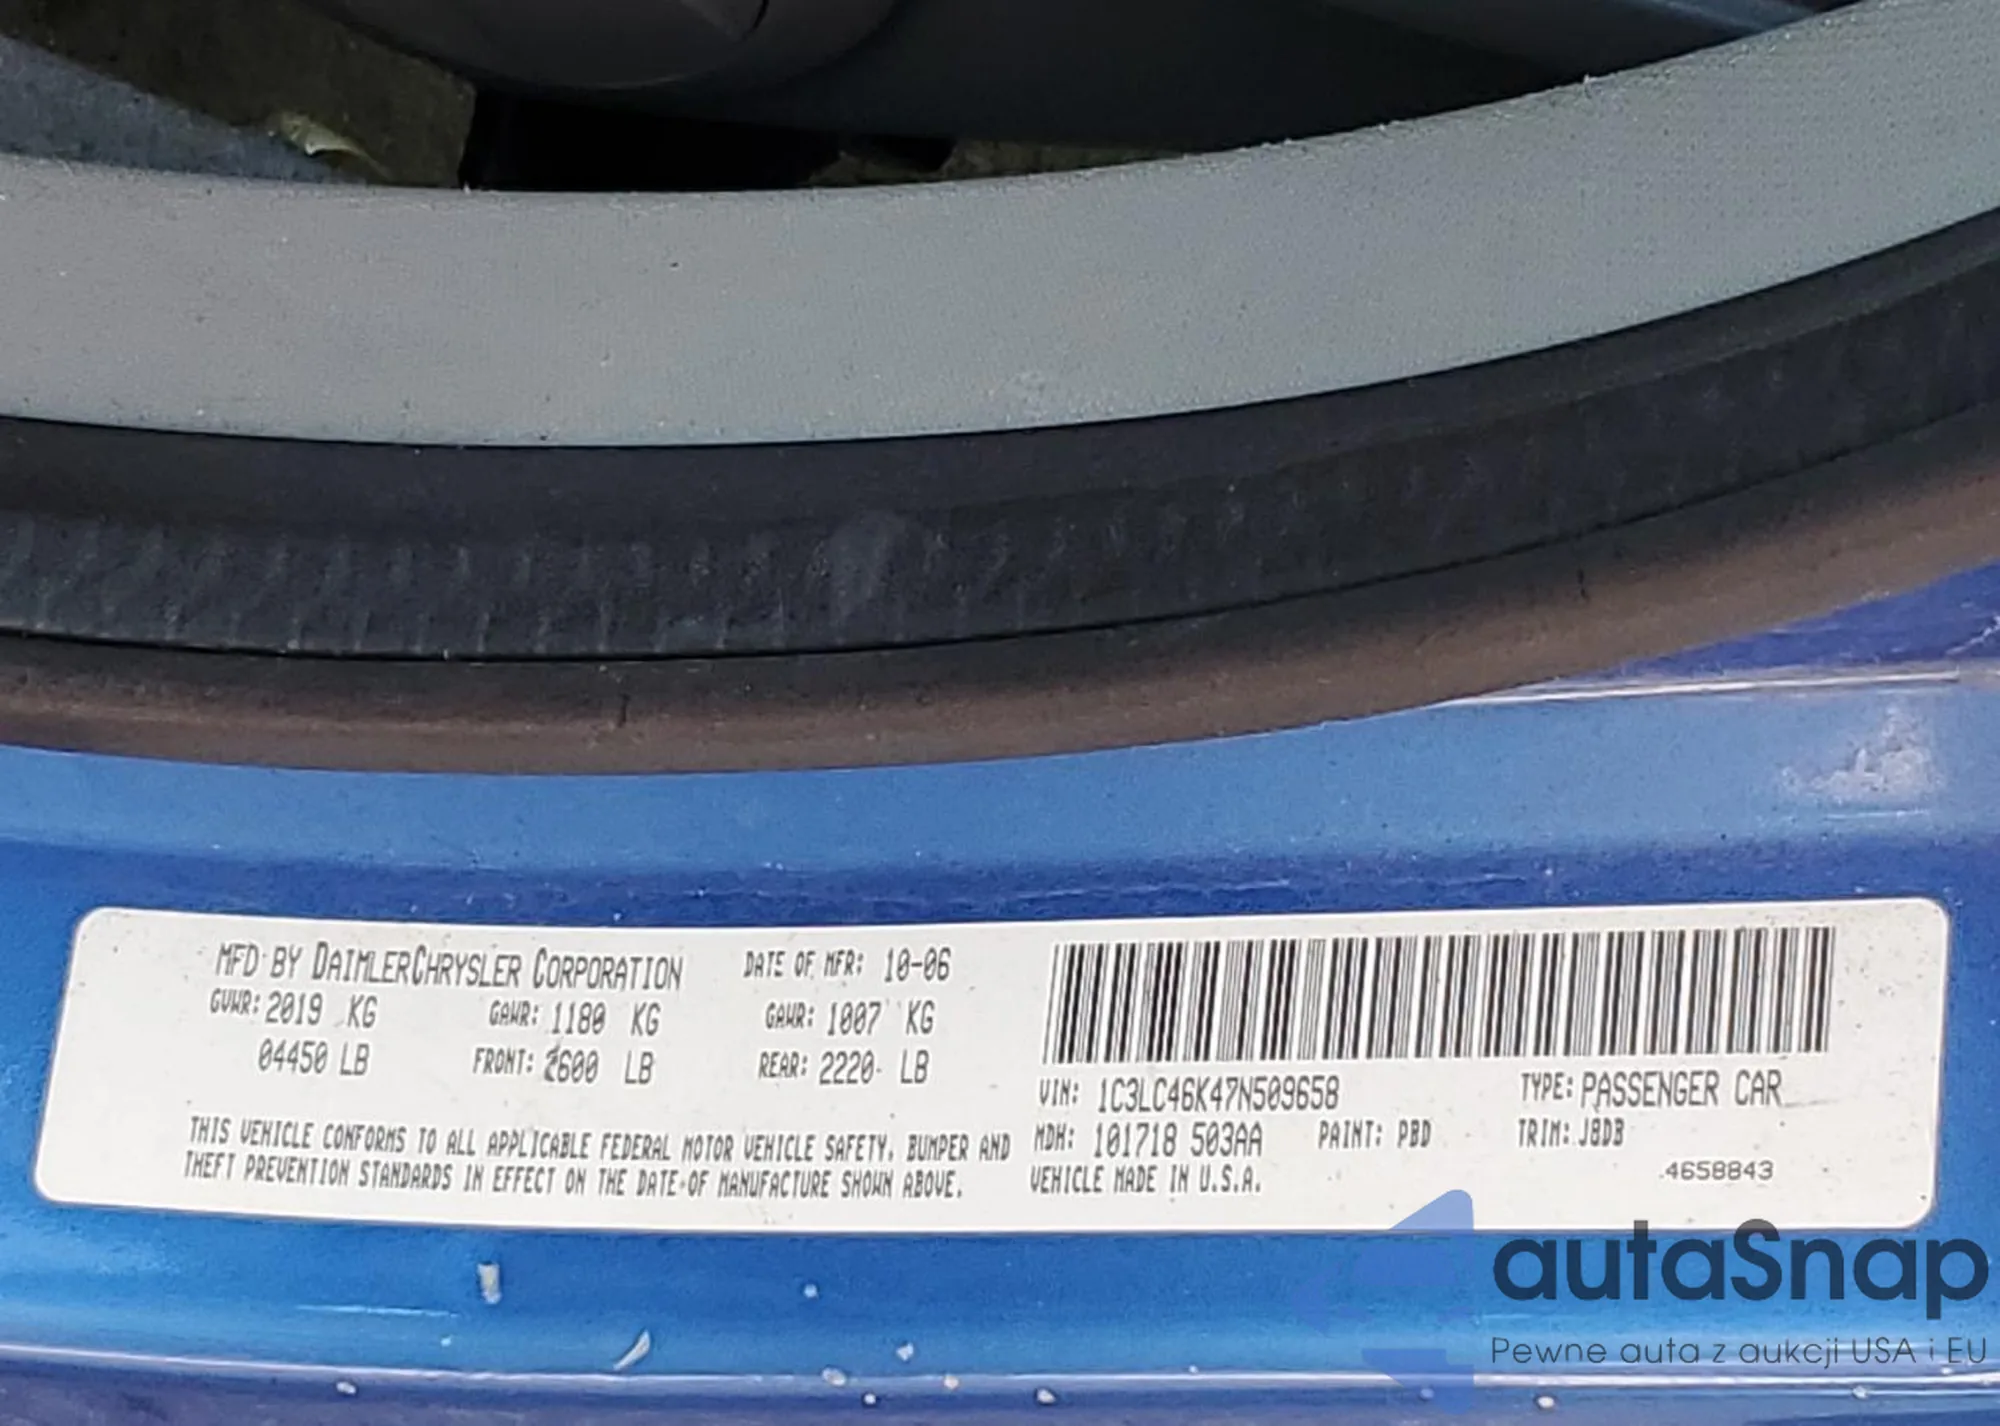 MFD BY DAIMLERCHRYSLER CORPORATION DATE OF MFR: 10-06
GVWR: 2019 KG GAWR: 1180 KG GAWR: 1007 KG
04450 LB FRONT: 2600 LB REAR: 2220 LB
THIS VEHICLE CONFORMS TO ALL APPLICABLE FEDERAL MOTOR VEHICLE SAFETY, BUMPER AND
THEFT PREVENTION STANDARDS IN EFFECT ON THE DATE OF MANUFACTURE SHOWN ABOVE.
VIN: 1C3LC46K47N509658 TYPE: PASSENGER CAR
MDH: 101718 503AA PAINT: PBD TRIM: J8DB
VEHICLE MADE IN U.S.A. 4658843
autaSnap
Pewne auta z aukcji USA i EU